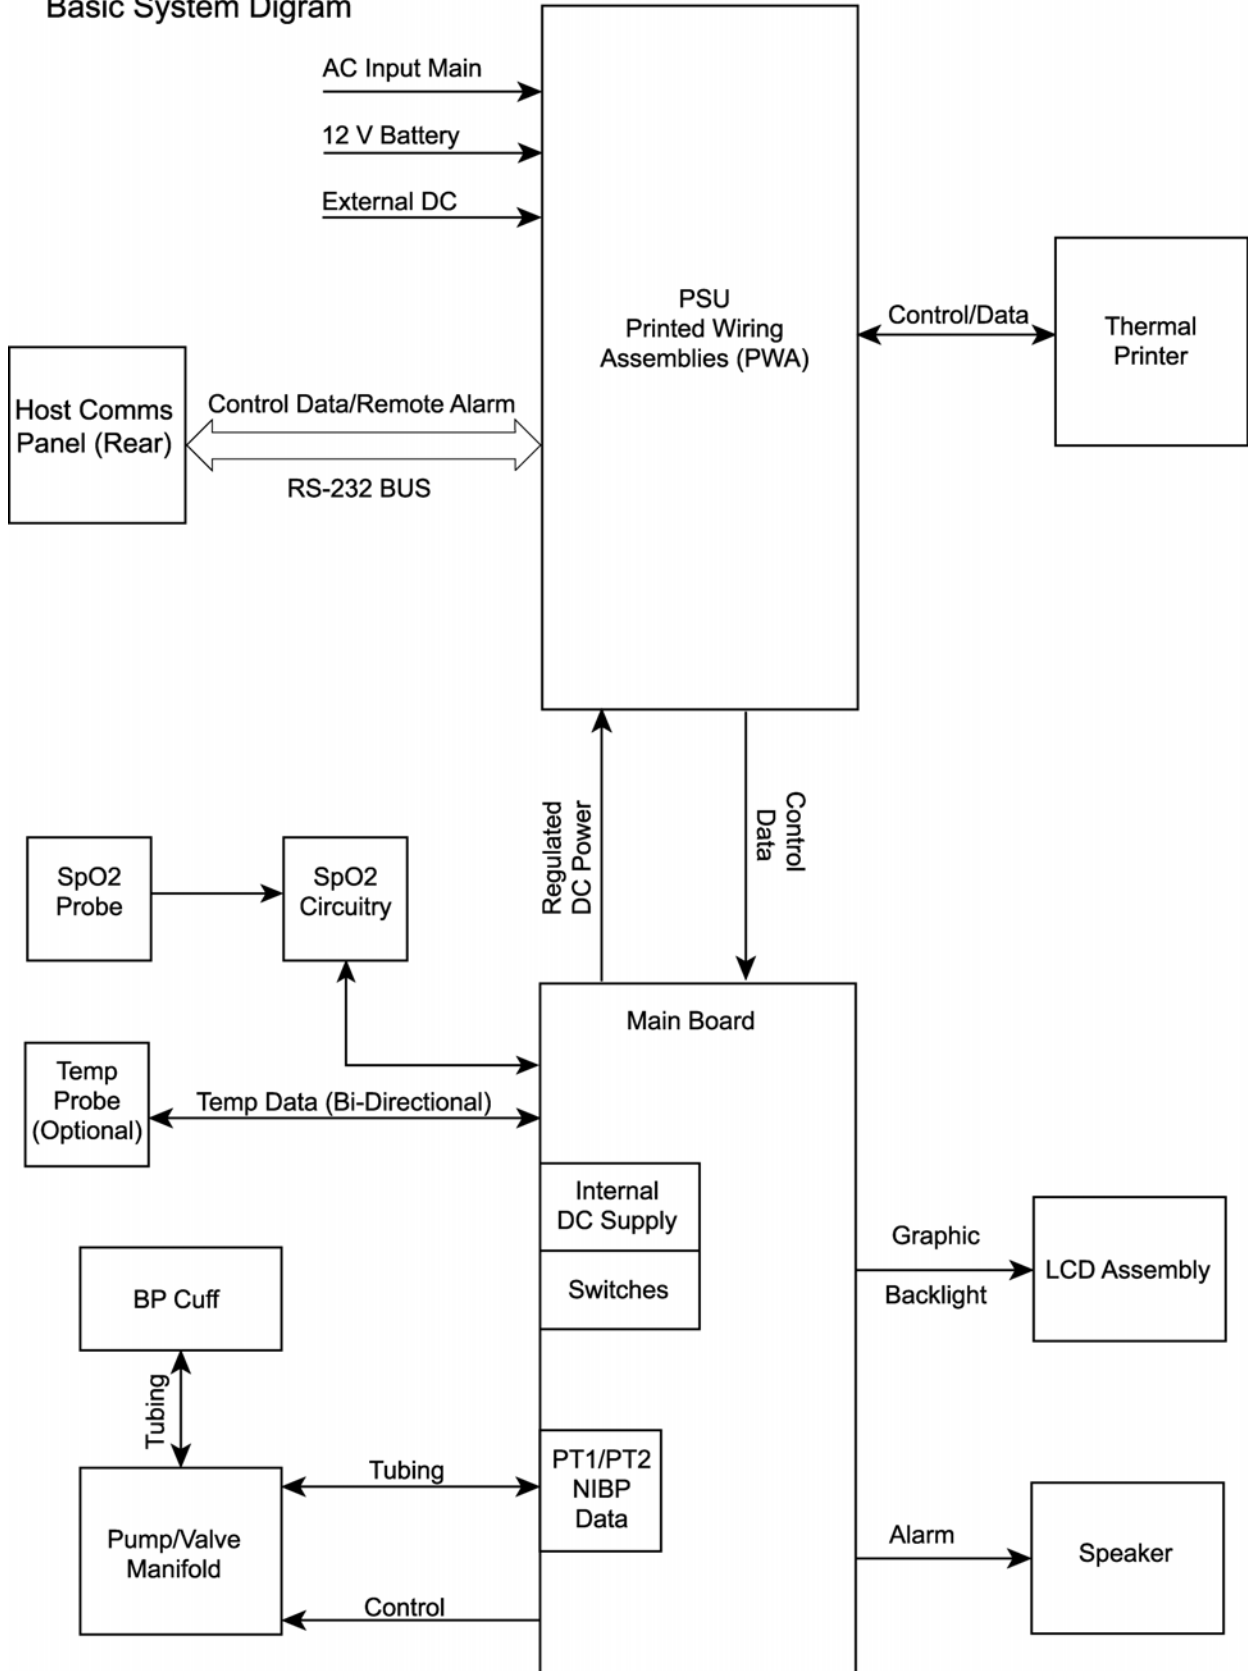 Basic System Digram
AC Input Main
12 V Battery
External DC
PSU
Printed Wiring
Assemblies (PWA)
Control/Data
Thermal
Printer
Host Comms
Panel (Rear)
Control Data/Remote Alarm
RS-232 BUS
Regulated
DC Power
Control
Data
SpO2
Probe
SpO2
Circuitry
Main Board
Temp
Probe
(Optional)
Temp Data (Bi-Directional)
Internal
DC Supply
Switches
Graphic
Backlight
LCD Assembly
BP Cuff
Tubing
Tubing
PT1/PT2
NIBP
Data
Pump/Valve
Manifold
Control
Alarm
Speaker